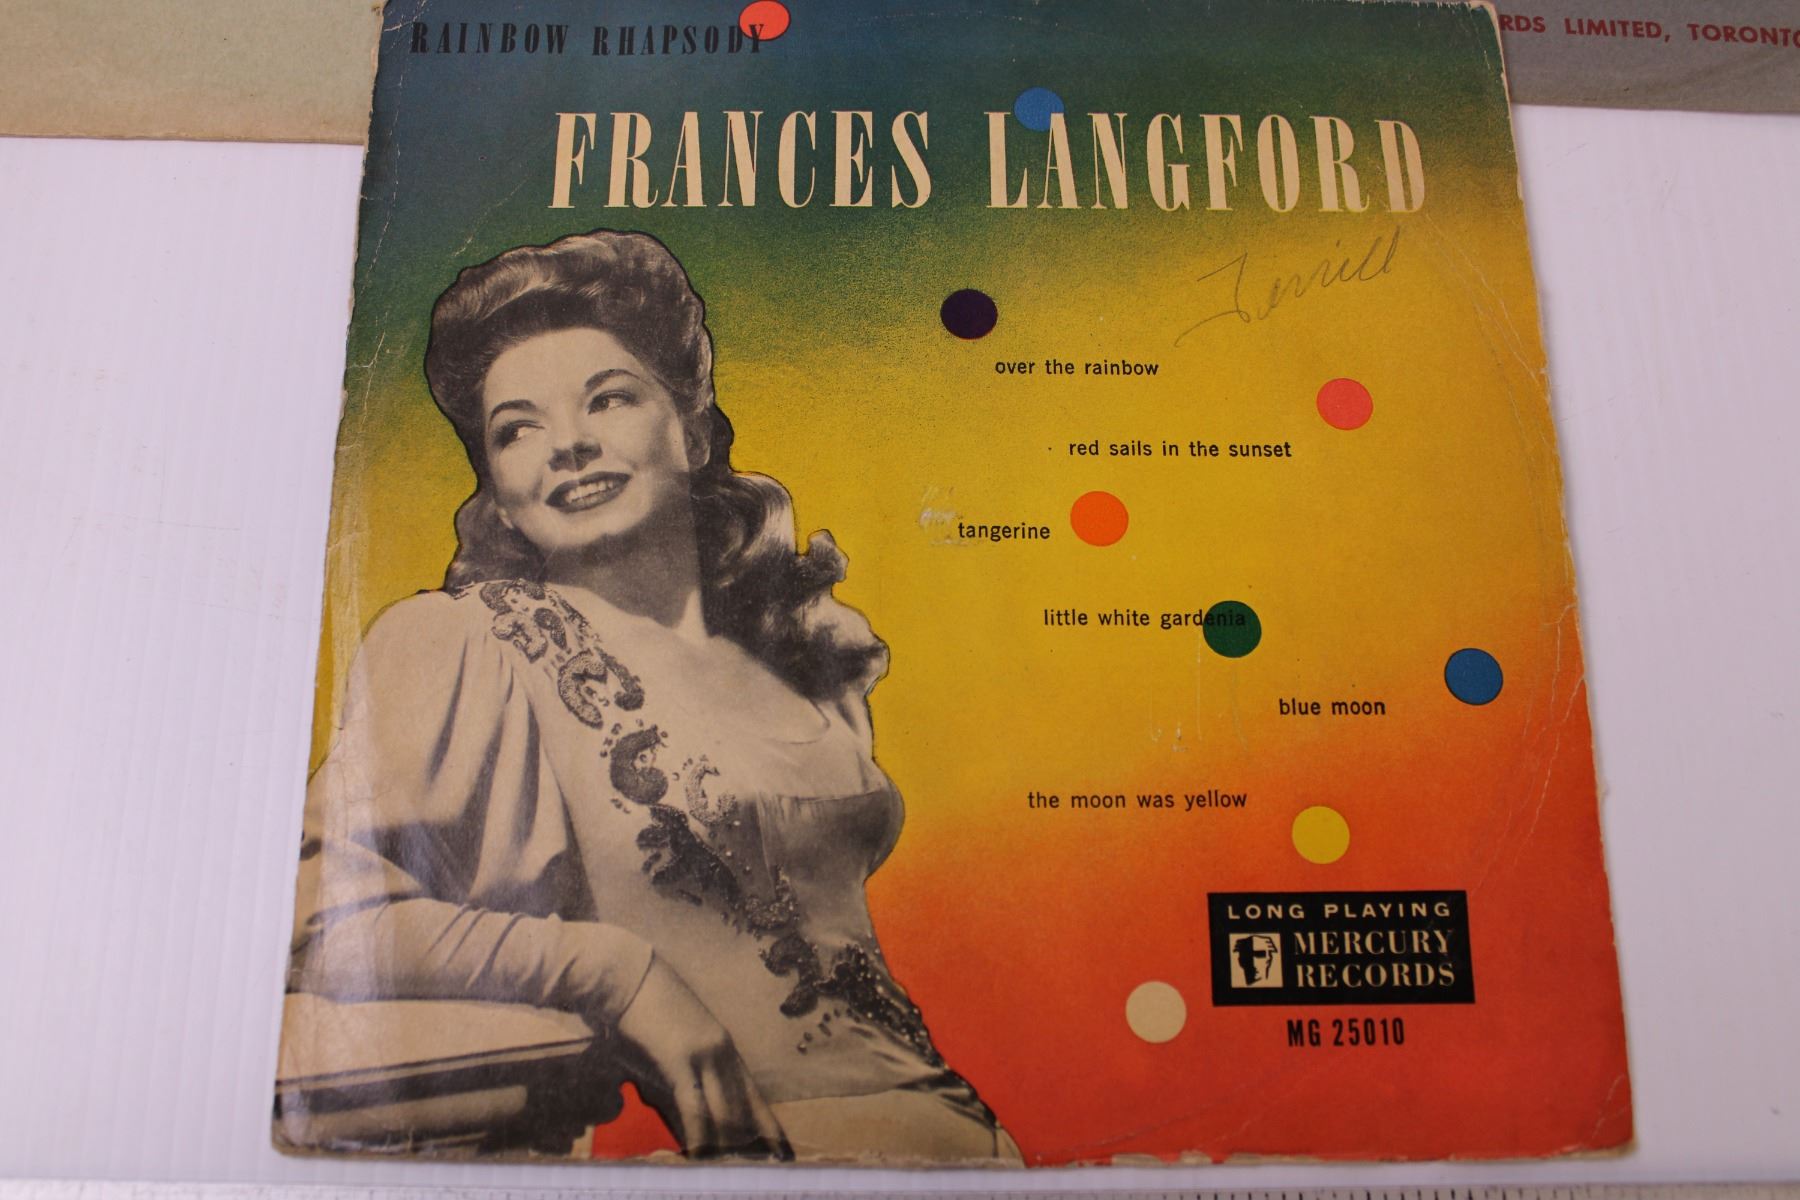 RAINBOW RHAPSODY
RDS LIMITED, TORONTO
FRANCES LANGFORD
over the rainbow
red sails in the sunset
tangerine
little white gardenia
blue moon
the moon was yellow
LONG PLAYING
MERCURY
RECORDS
MG 25010